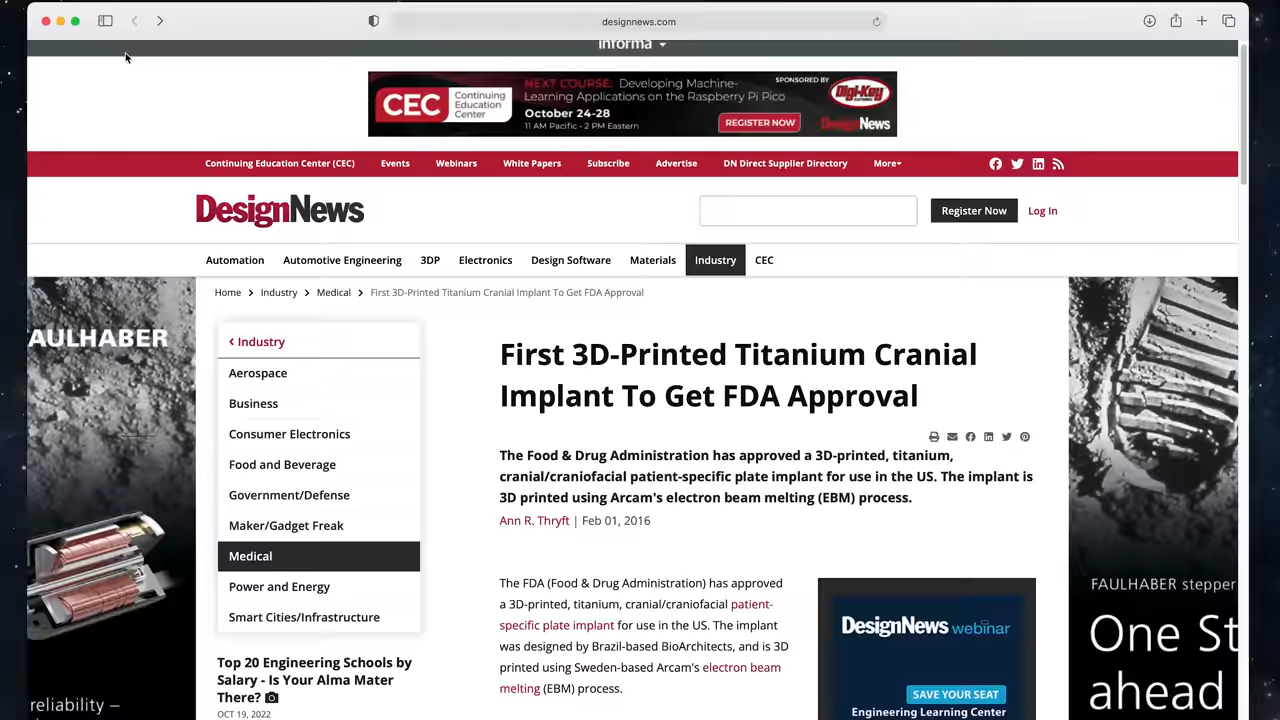 designnews.com
informa
CEC Continuing Education Center
NEXT COURSE: Developing Machine-
Learning Applications on the Raspberry Pi Pico
October 24-28
11 AM Pacific - 2 PM Eastern
SPONSORED BY
Digi-Key
ELECTRONICS
REGISTER NOW
DesignNews
Continuing Education Center (CEC) Events Webinars White Papers Subscribe Advertise DN Direct Supplier Directory More
DesignNews
Register Now Log In
Automation Automotive Engineering 3DP Electronics Design Software Materials Industry CEC
Home Industry Medical First 3D-Printed Titanium Cranial Implant To Get FDA Approval
AULHABER
‹ Industry
Aerospace
Business
Consumer Electronics
Food and Beverage
Government/Defense
Maker/Gadget Freak
Medical
Power and Energy
Smart Cities/Infrastructure
Top 20 Engineering Schools by
Salary - Is Your Alma Mater
There?
OCT 19, 2022
reliability –
First 3D-Printed Titanium Cranial
Implant To Get FDA Approval
The Food & Drug Administration has approved a 3D-printed, titanium,
cranial/craniofacial patient-specific plate implant for use in the US. The implant is
3D printed using Arcam's electron beam melting (EBM) process.
Ann R. Thryft | Feb 01, 2016
The FDA (Food & Drug Administration) has approved
a 3D-printed, titanium, cranial/craniofacial patient-
specific plate implant for use in the US. The implant
was designed by Brazil-based BioArchitects, and is 3D
printed using Sweden-based Arcam's electron beam
melting (EBM) process.
DesignNews webinar
SAVE YOUR SEAT
Engineering Learning Center
FAULHABER stepper
One St
ahead